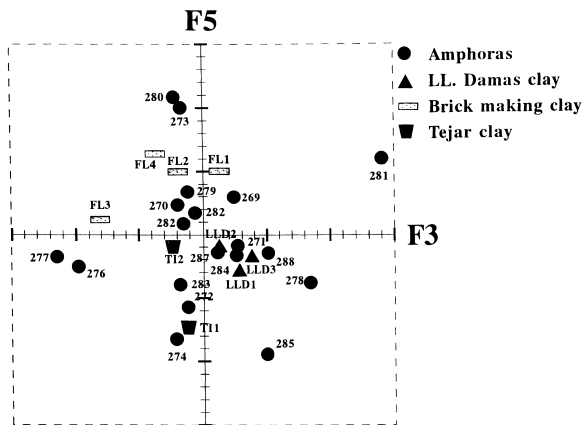 F5
Amphoras
LL. Damas clay
Brick making clay
Tejar clay
280
273
FL4
FL2
FL1
281
FL3
279
269
270
282
282
F3
LLD2
271
277
276
TI2
287
284
288
LLD3
LLD1
278
283
272
TI1
274
285